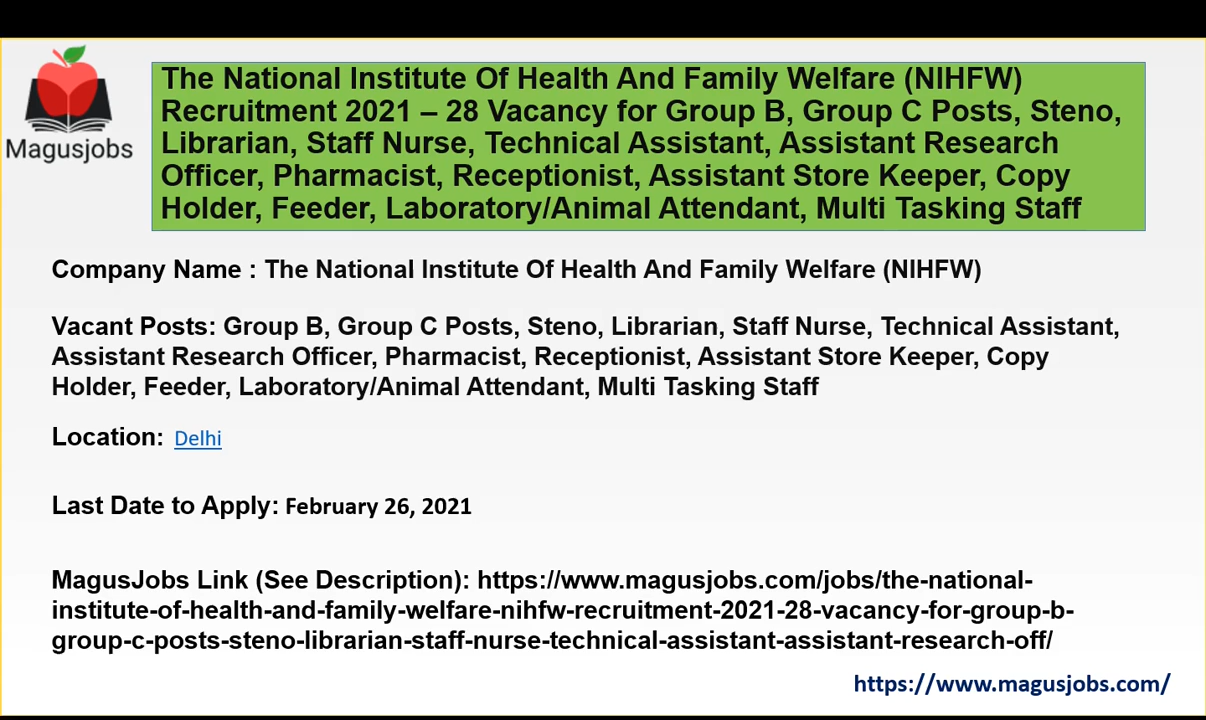 Magusjobs
The National Institute Of Health And Family Welfare (NIHFW)
Recruitment 2021 – 28 Vacancy for Group B, Group C Posts, Steno,
Librarian, Staff Nurse, Technical Assistant, Assistant Research
Officer, Pharmacist, Receptionist, Assistant Store Keeper, Copy
Holder, Feeder, Laboratory/Animal Attendant, Multi Tasking Staff
Company Name : The National Institute Of Health And Family Welfare (NIHFW)
Vacant Posts: Group B, Group C Posts, Steno, Librarian, Staff Nurse, Technical Assistant,
Assistant Research Officer, Pharmacist, Receptionist, Assistant Store Keeper, Copy
Holder, Feeder, Laboratory/Animal Attendant, Multi Tasking Staff
Location: Delhi
Last Date to Apply: February 26, 2021
MagusJobs Link (See Description): https://www.magusjobs.com/jobs/the-national-
institute-of-health-and-family-welfare-nihfw-recruitment-2021-28-vacancy-for-group-b-
group-c-posts-steno-librarian-staff-nurse-technical-assistant-assistant-research-off/
https://www.magusjobs.com/